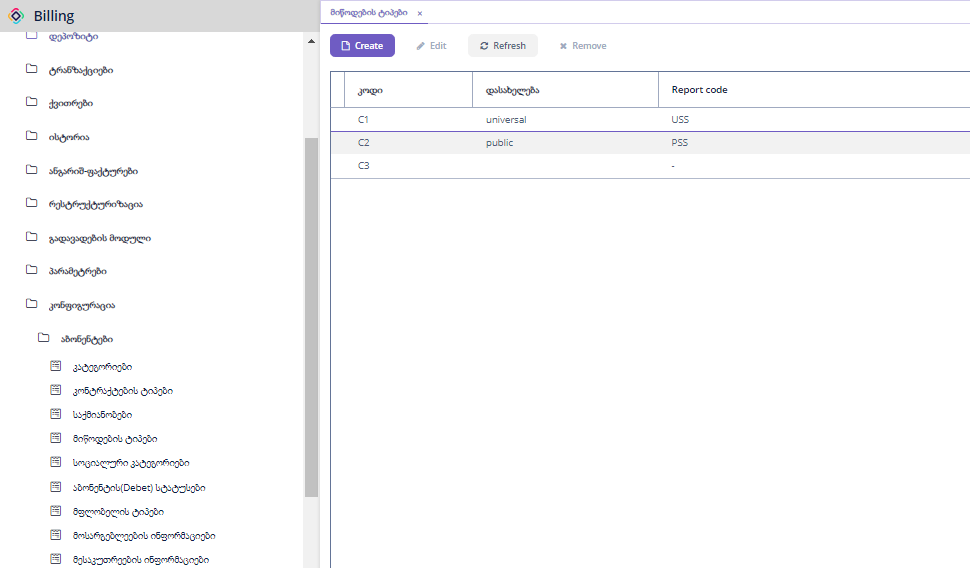 Billing
დეპოზიტი
ტრანზაქციები
ქვითრები
ისტორია
ანგარიშ-ფაქტურები
რესტრუქტურიზაცია
გადავადების მოდული
პარამეტრები
კონფიგურაცია
აბონენტები
კატეგორიები
კონტრაქტების ტიპები
საქმიანობები
მიწოდების ტიპები
სოციალური კატეგორიები
აბონენტის(Debet) სტატუსები
მფლობელის ტიპები
მოსარგებლეების ინფორმაციები
მესაკუთრეების ინფორმაციები
მიწოდების ტიპები ×
Create Edit Refresh Remove
კოდი დასახელება Report code
C1 universal USS
C2 public PSS
C3 -